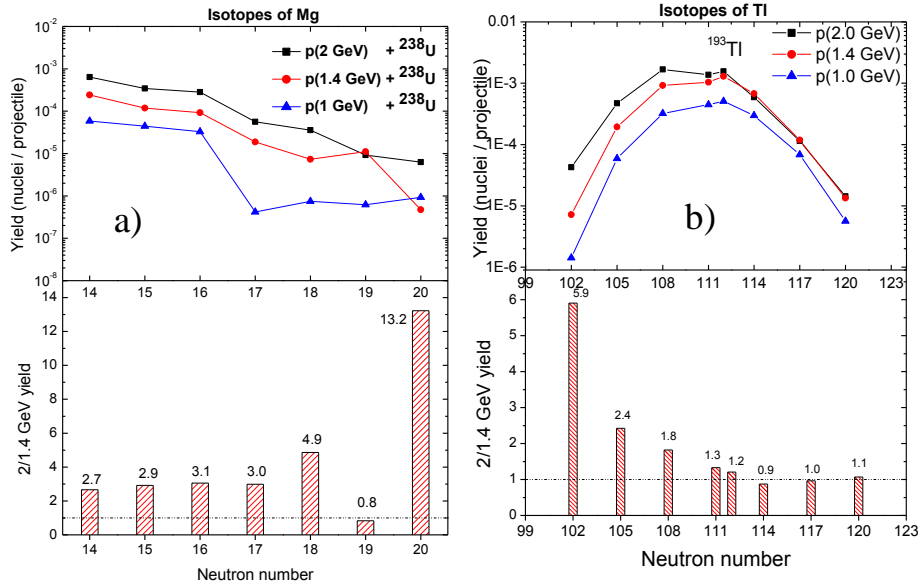 Isotopes of Mg
p(2 GeV) + ²³⁸U
p(1.4 GeV) + ²³⁸U
p(1 GeV) + ²³⁸U
Yield (nuclei / projectile)
10⁻²
10⁻³
10⁻⁴
10⁻⁵
10⁻⁶
10⁻⁷
10⁻⁸
a)
14 15 16 17 18 19 20
2/1.4 GeV yield
14
12
10
8
6
4
2
0
2.7 2.9 3.1 3.0 4.9 0.8 13.2
14 15 16 17 18 19 20
Neutron number
Isotopes of Tl
p(2.0 GeV)
p(1.4 GeV)
p(1.0 GeV)
¹⁹³Tl
Yield (nuclei / projectile)
0.01
1E-3
1E-4
1E-5
1E-6
b)
99 102 105 108 111 114 117 120 123
2/1.4 GeV yield
6
5
4
3
2
1
0
5.9 2.4 1.8 1.3 1.2 0.9 1.0 1.1
99 102 105 108 111 114 117 120 123
Neutron number